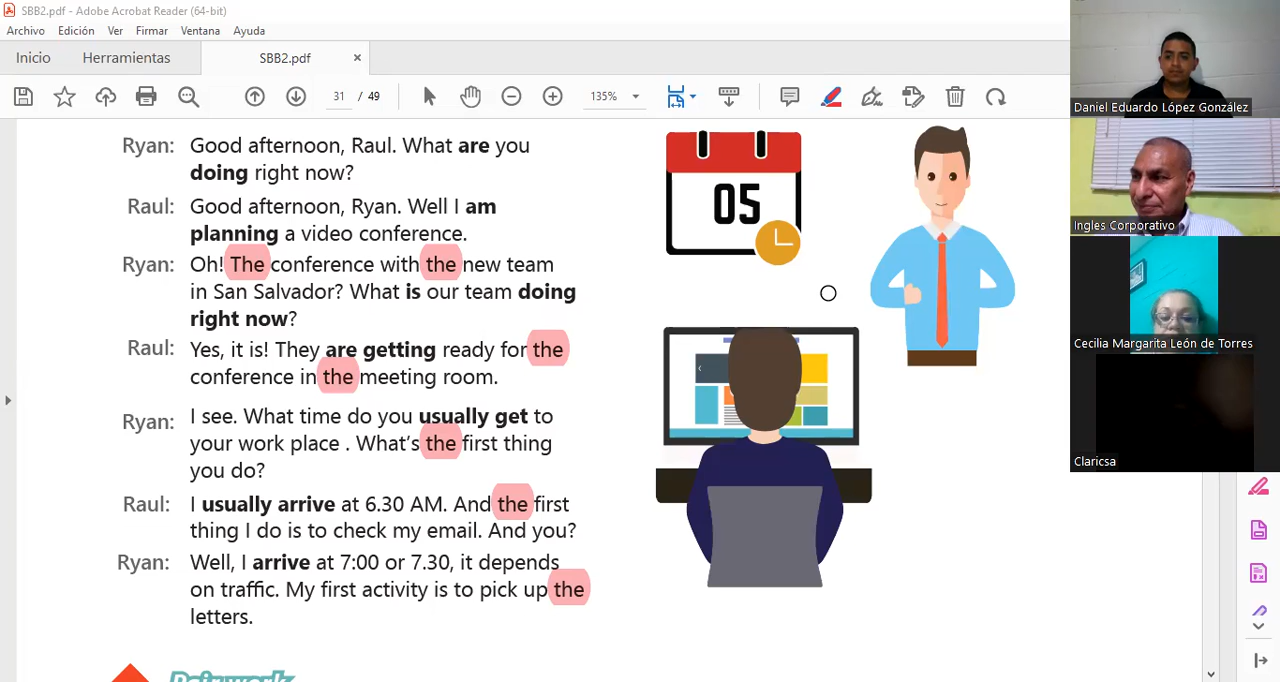 SBB2.pdf - Adobe Acrobat Reader (64-bit)
Archivo Edición Ver Firmar Ventana Ayuda
Inicio Herramientas SBB2.pdf ×
31 / 49 135%
Ryan: Good afternoon, Raul. What are you
doing right now?
Raul: Good afternoon, Ryan. Well I am
planning a video conference.
Ryan: Oh! The conference with the new team
in San Salvador? What is our team doing
right now?
Raul: Yes, it is! They are getting ready for the
conference in the meeting room.
Ryan: I see. What time do you usually get to
your work place . What's the first thing
you do?
Raul: I usually arrive at 6.30 AM. And the first
thing I do is to check my email. And you?
Ryan: Well, I arrive at 7:00 or 7.30, it depends
on traffic. My first activity is to pick up the
letters.
Pair work
05
Daniel Eduardo López González
Ingles Corporativo
Cecilia Margarita León de Torres
Claricsa